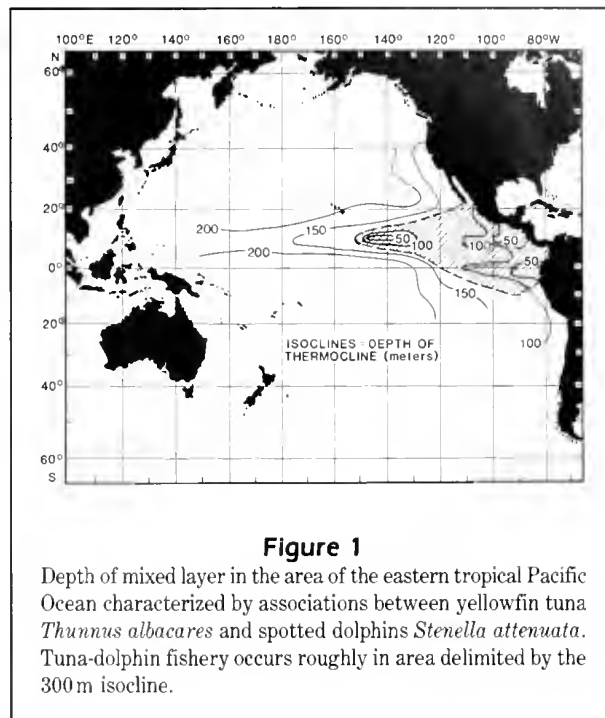 100°E 120° 140° 160° 180° 160° 140° 120° 100° 80°W
N
60°
40°
20°
200
150
50
100
100
50
200
0°
50
150
20°
ISOCLINES = DEPTH OF
THERMOCLINE (meters)
100
40°
60°
S
Figure 1
Depth of mixed layer in the area of the eastern tropical Pacific
Ocean characterized by associations between yellowfin tuna
Thunnus albacares and spotted dolphins Stenella attenuata.
Tuna-dolphin fishery occurs roughly in area delimited by the
300 m isocline.